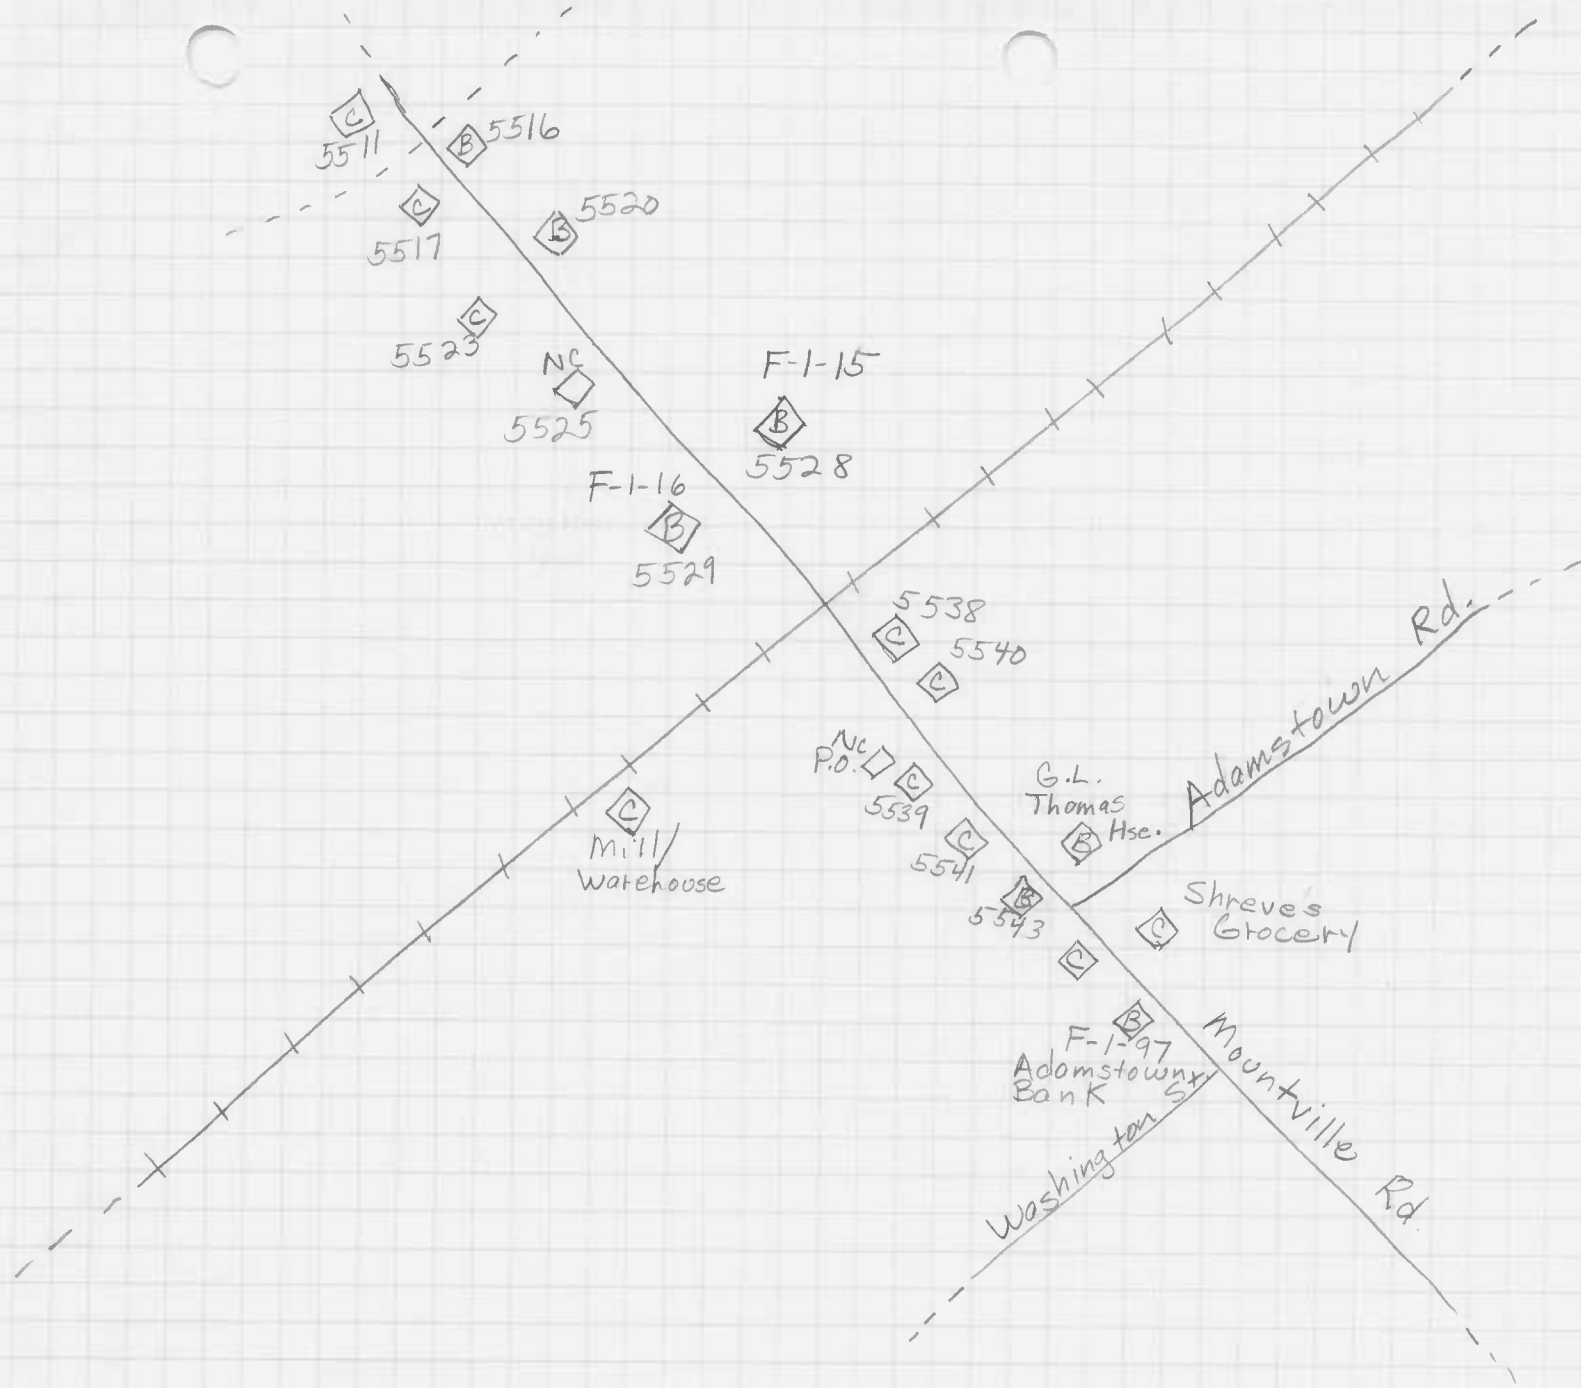 C
5511
B 5516
C
5517
B 5520
C
5523
NC
5525
F-1-15
B
5528
F-1-16
B
5529
5538
C
5540
C
NC
P.O.
C
5539
C
5541
B
5543
C
Mill/
Warehouse
G.L.
Thomas
Hse.
B
Adamstown Rd.
C
Shreves
Grocery
C
B
F-1-97
Adamstown
Bank
Washington St
Mountville Rd.